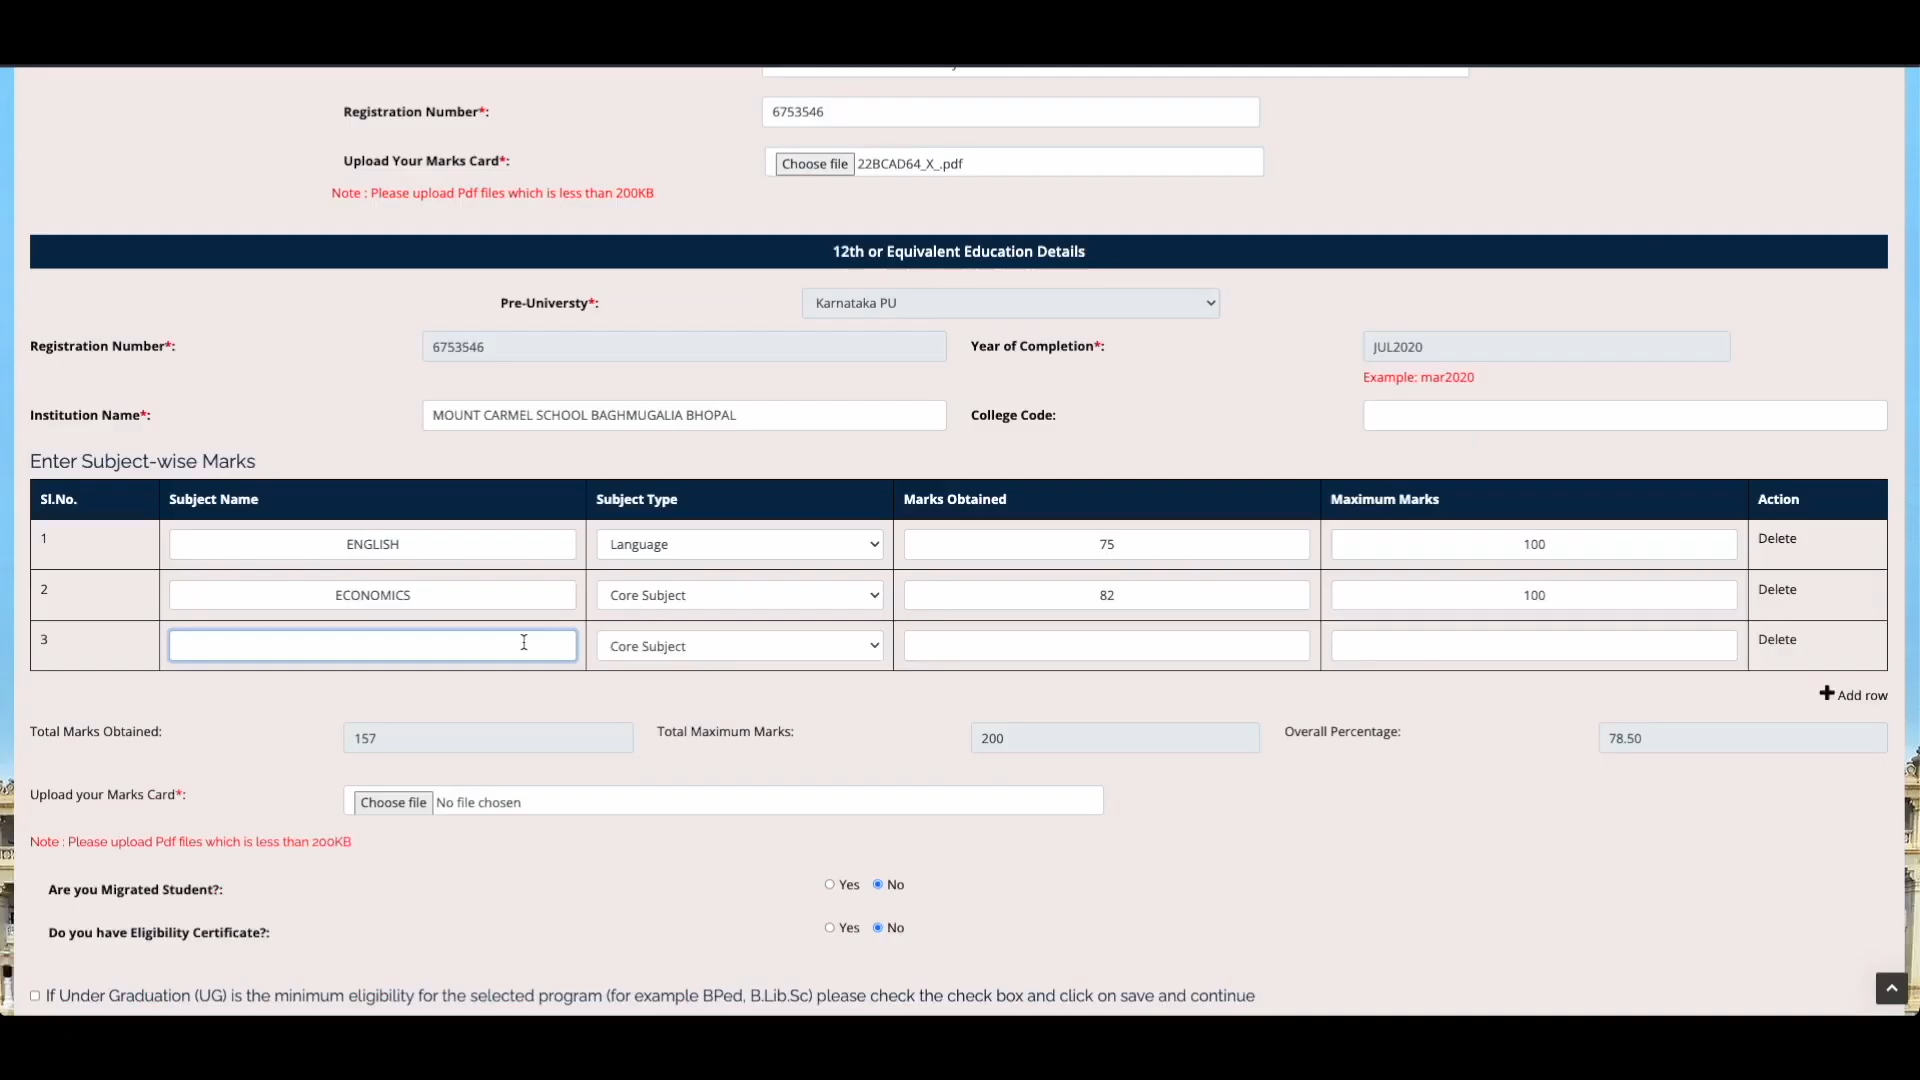 Registration Number*: 6753546
Upload Your Marks Card*: Choose file 22BCAD64_X_.pdf
Note : Please upload Pdf files which is less than 200KB
12th or Equivalent Education Details
Pre-Universty*: Karnataka PU
Registration Number*: 6753546 Year of Completion*: JUL2020
Example: mar2020
Institution Name*: MOUNT CARMEL SCHOOL BAGHMUGALIA BHOPAL College Code:
Enter Subject-wise Marks
Sl.No. Subject Name Subject Type Marks Obtained Maximum Marks Action
1 ENGLISH Language 75 100 Delete
2 ECONOMICS Core Subject 82 100 Delete
3 Core Subject Delete
Add row
Total Marks Obtained: 157 Total Maximum Marks: 200 Overall Percentage: 78.50
Upload your Marks Card*: Choose file No file chosen
Note : Please upload Pdf files which is less than 200KB
Are you Migrated Student?: Yes No
Do you have Eligibility Certificate?: Yes No
If Under Graduation (UG) is the minimum eligibility for the selected program (for example BPed, B.Lib.Sc) please check the check box and click on save and continue